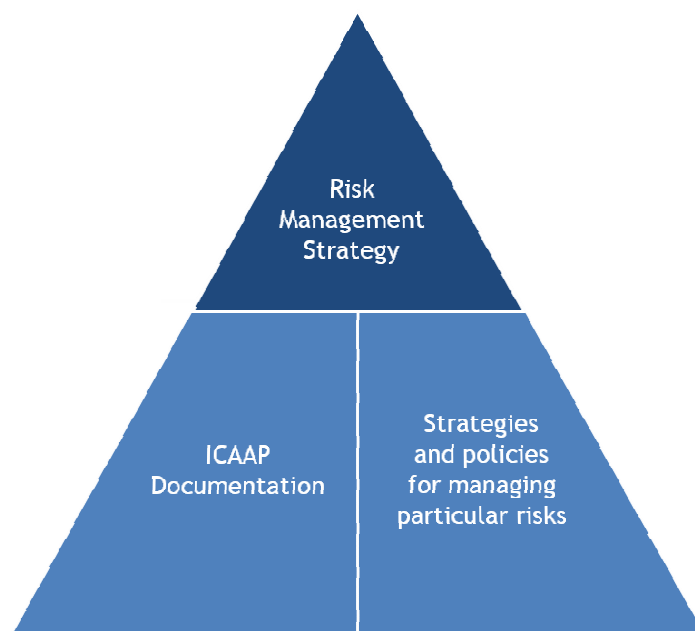 Risk
Management
Strategy
ICAAP
Documentation
Strategies
and policies
for managing
particular risks